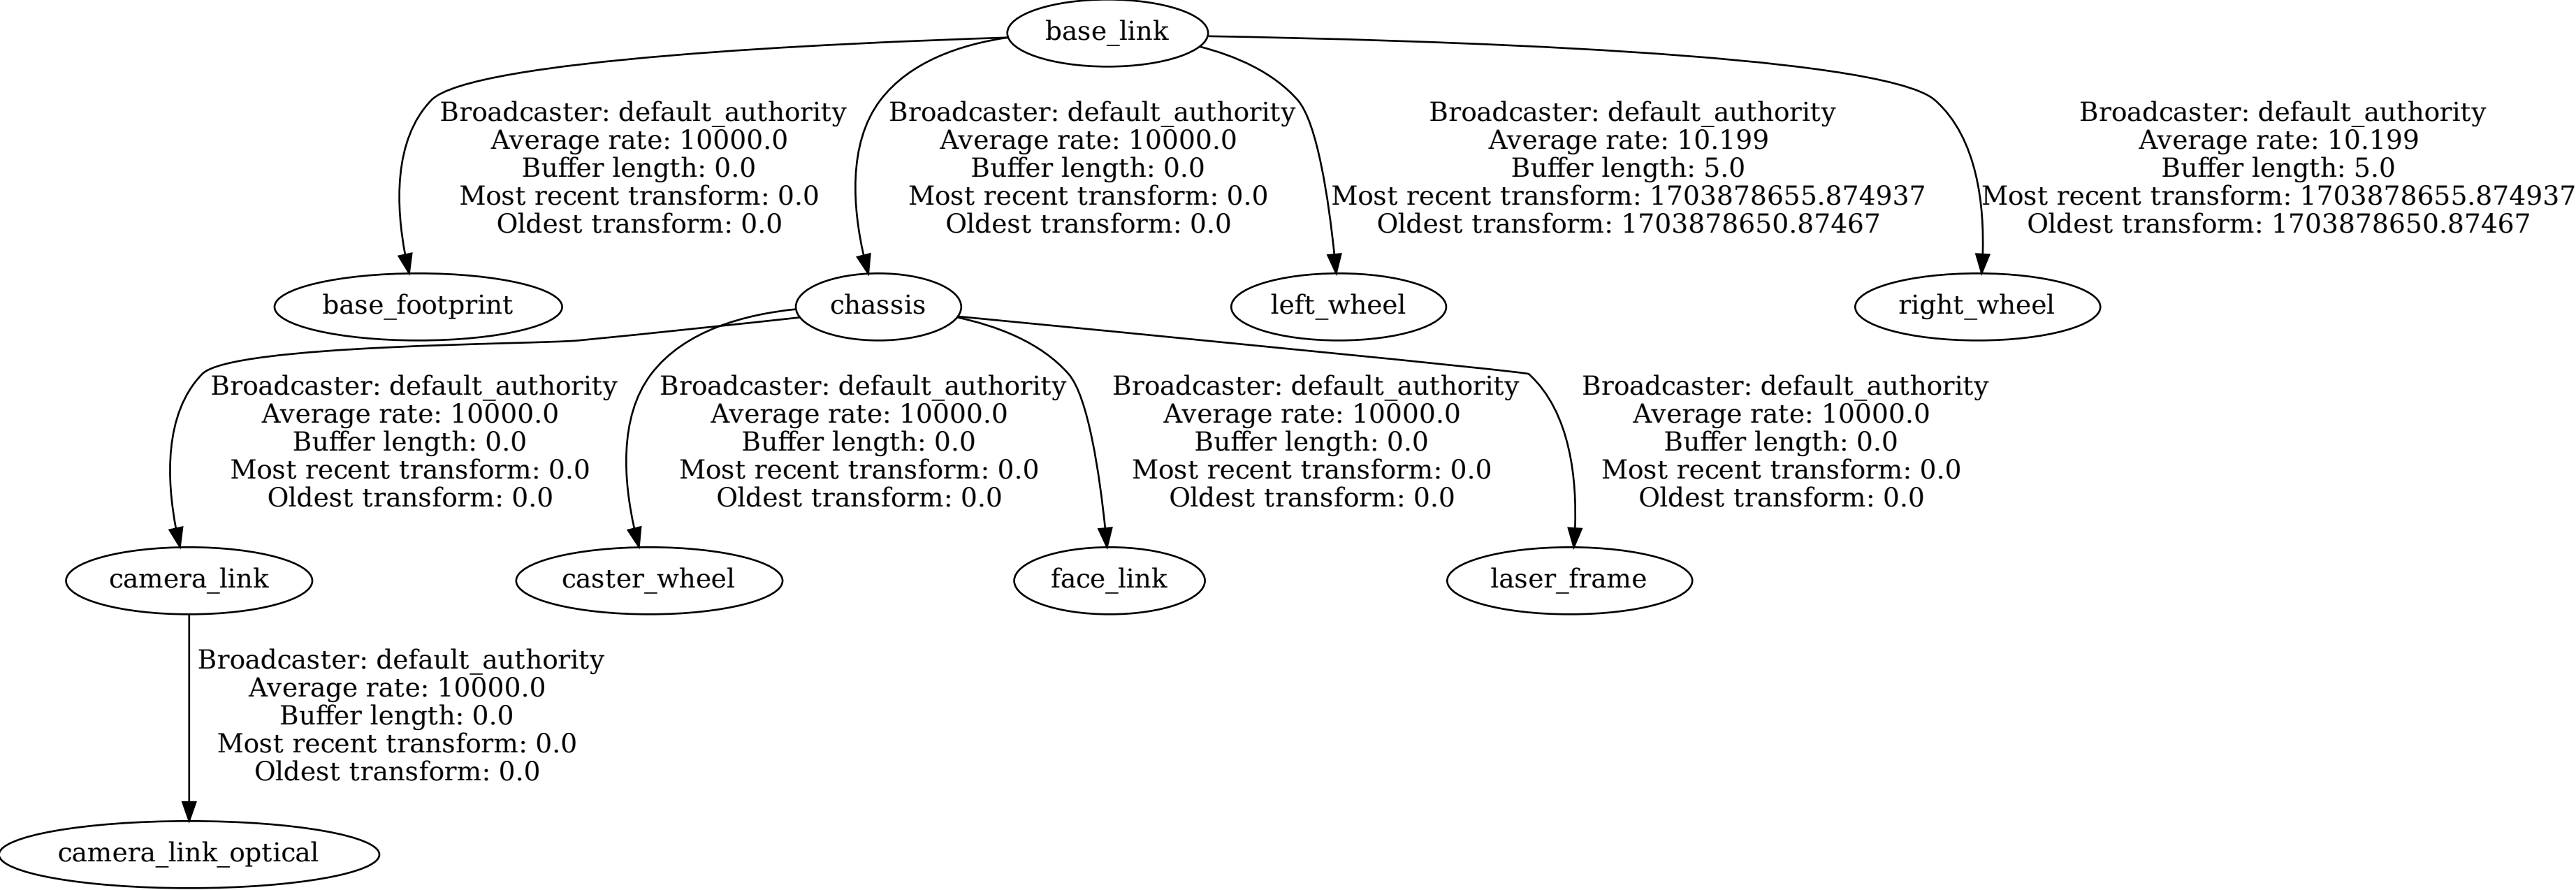 base_link
Broadcaster: default_authority
Average rate: 10000.0
Buffer length: 0.0
Most recent transform: 0.0
Oldest transform: 0.0
Broadcaster: default_authority
Average rate: 10000.0
Buffer length: 0.0
Most recent transform: 0.0
Oldest transform: 0.0
Broadcaster: default_authority
Average rate: 10.199
Buffer length: 5.0
Most recent transform: 1703878655.874937
Oldest transform: 1703878650.87467
Broadcaster: default_authority
Average rate: 10.199
Buffer length: 5.0
Most recent transform: 1703878655.874937
Oldest transform: 1703878650.87467
base_footprint
chassis
left_wheel
right_wheel
Broadcaster: default_authority
Average rate: 10000.0
Buffer length: 0.0
Most recent transform: 0.0
Oldest transform: 0.0
Broadcaster: default_authority
Average rate: 10000.0
Buffer length: 0.0
Most recent transform: 0.0
Oldest transform: 0.0
Broadcaster: default_authority
Average rate: 10000.0
Buffer length: 0.0
Most recent transform: 0.0
Oldest transform: 0.0
Broadcaster: default_authority
Average rate: 10000.0
Buffer length: 0.0
Most recent transform: 0.0
Oldest transform: 0.0
camera_link
caster_wheel
face_link
laser_frame
Broadcaster: default_authority
Average rate: 10000.0
Buffer length: 0.0
Most recent transform: 0.0
Oldest transform: 0.0
camera_link_optical